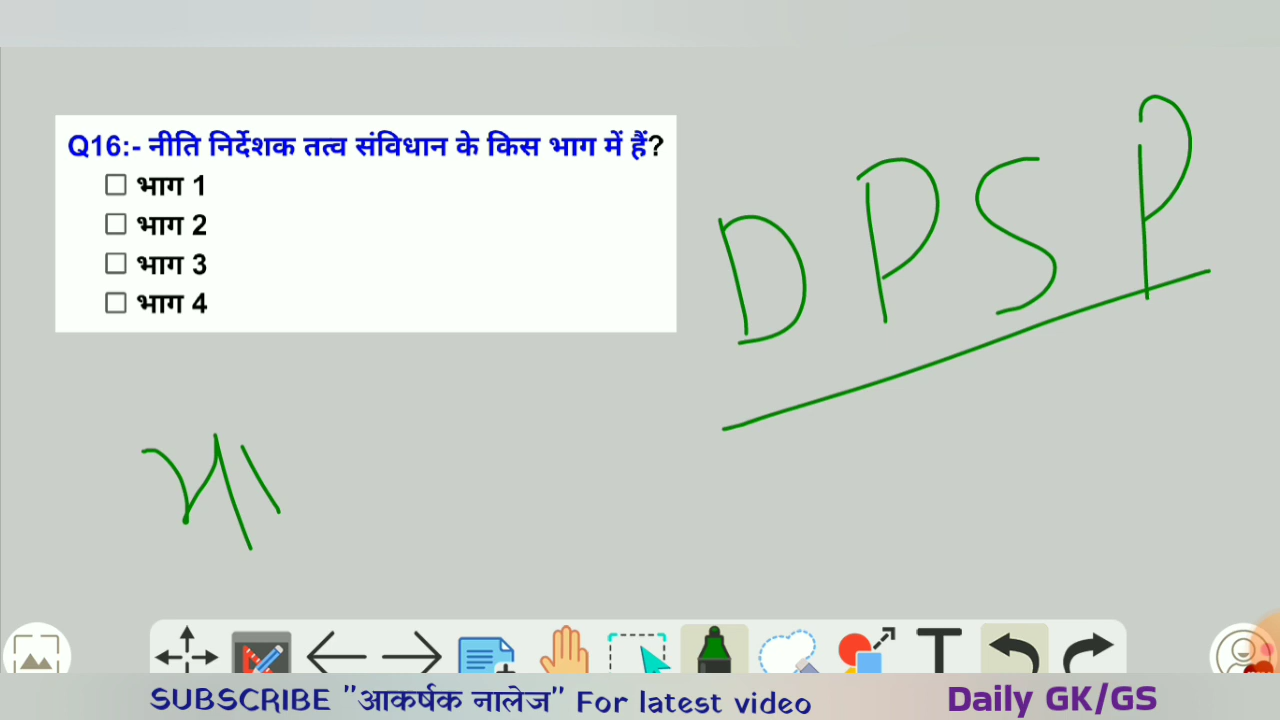 Q16:- नीति निर्देशक तत्व संविधान के किस भाग में हैं?
भाग 1
भाग 2
भाग 3
भाग 4
DPSP
SUBSCRIBE "आकर्षक नालेज" For latest video
Daily GK/GS